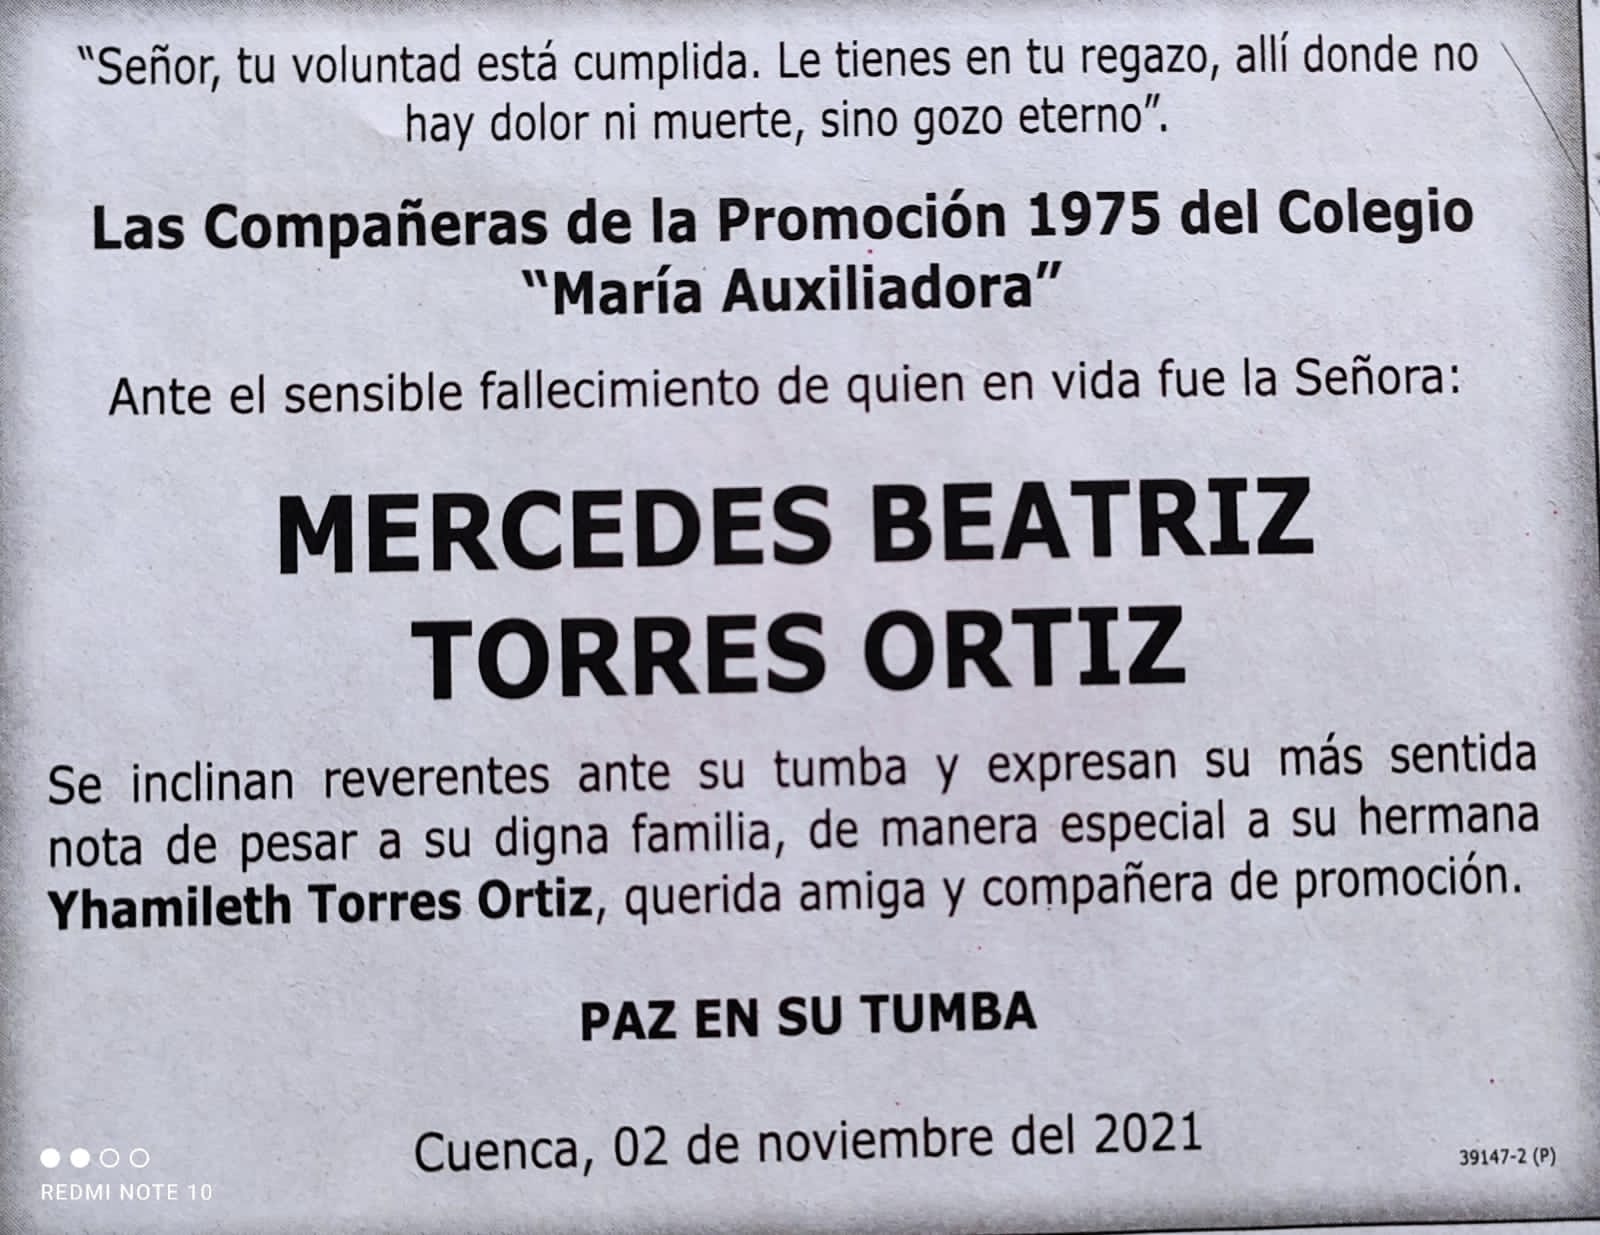 “Señor, tu voluntad está cumplida. Le tienes en tu regazo, allí donde no
hay dolor ni muerte, sino gozo eterno”.
Las Compañeras de la Promoción 1975 del Colegio
“María Auxiliadora”
Ante el sensible fallecimiento de quien en vida fue la Señora:
MERCEDES BEATRIZ
TORRES ORTIZ
Se inclinan reverentes ante su tumba y expresan su más sentida
nota de pesar a su digna familia, de manera especial a su hermana
Yhamileth Torres Ortiz, querida amiga y compañera de promoción.
PAZ EN SU TUMBA
Cuenca, 02 de noviembre del 2021
39147-2 (P)
REDMI NOTE 10